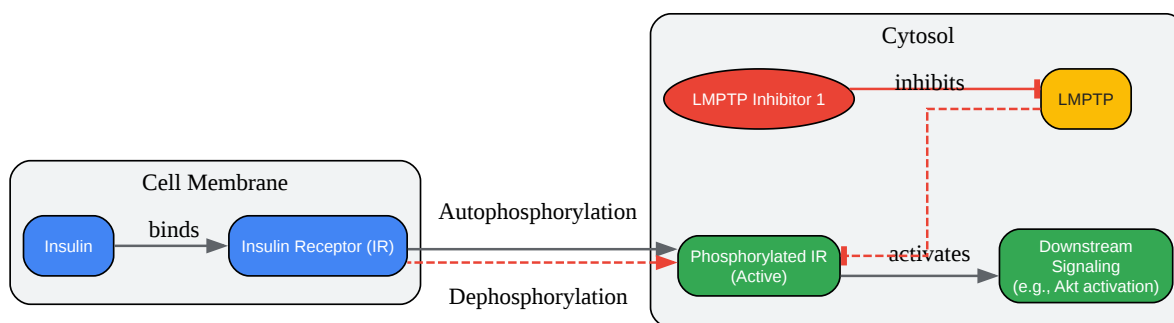 Cytosol
LMPTP Inhibitor 1
inhibits
LMPTP
Cell Membrane
Insulin
binds
Insulin Receptor (IR)
Autophosphorylation
Dephosphorylation
Phosphorylated IR
(Active)
activates
Downstream
Signaling
(e.g., Akt activation)